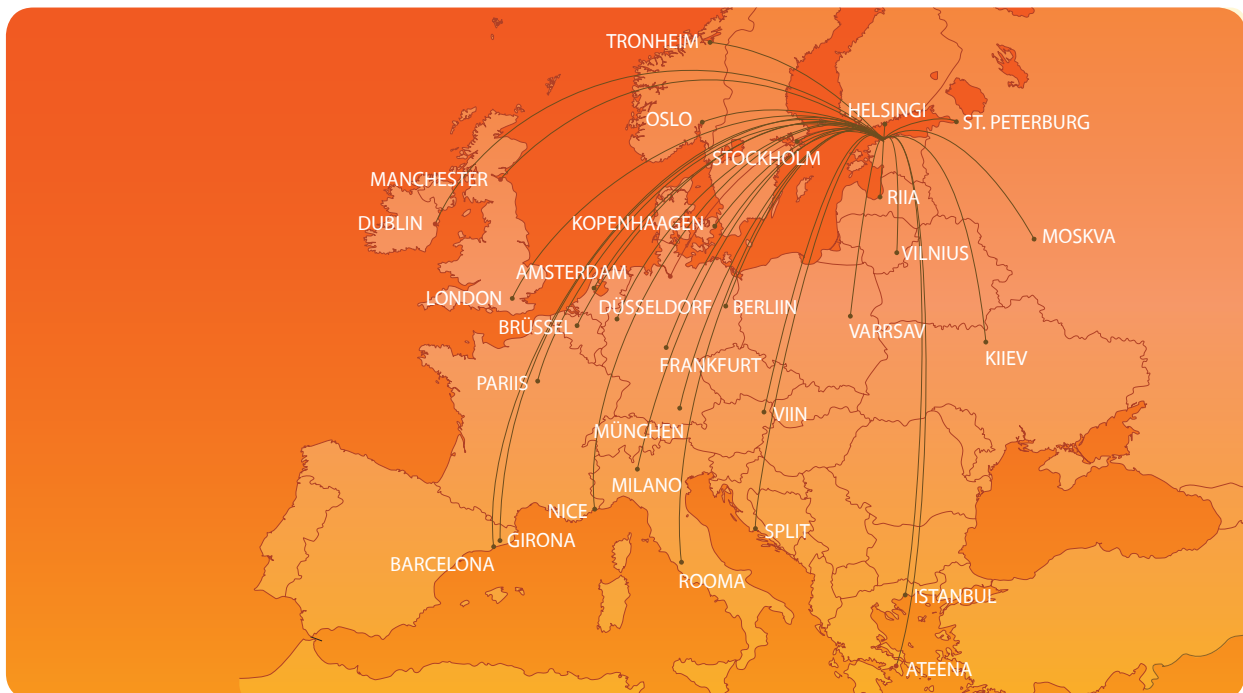 TRONHEIM
HELSINGI
OSLO
ST. PETERBURG
STOCKHOLM
MANCHESTER
RIIA
DUBLIN
KOPENHAAGEN
MOSKVA
VILNIUS
AMSTERDAM
LONDON
DÜSSELDORF
BERLIIN
BRÜSSEL
VARRSAV
KIIEV
FRANKFURT
PARIIS
VIIN
MÜNCHEN
MILANO
NICE
SPLIT
GIRONA
BARCELONA
ROOMA
ISTANBUL
ATEENA